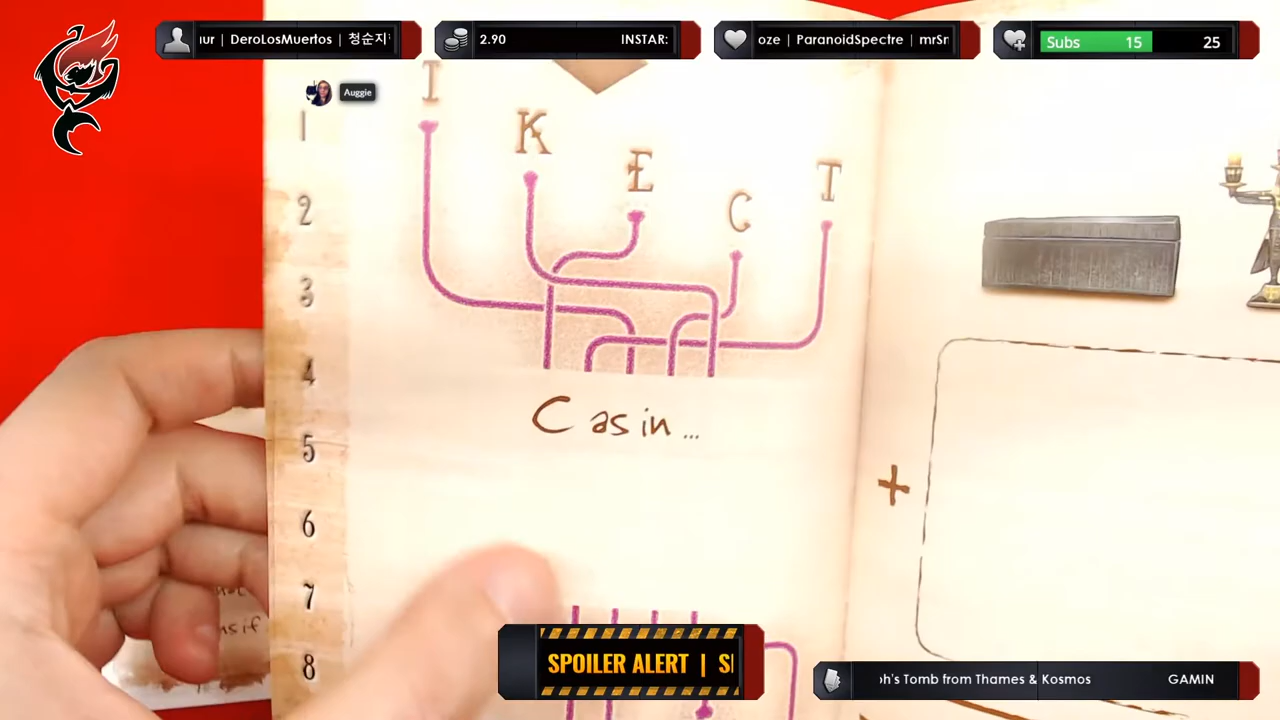 ur | DeroLosMuertos | 청순지
2.90 INSTAR:
oze | ParanoidSpectre | mrSr
Subs 15 25
Auggie
I
K
E
C
T
1
2
3
4
5
6
7
8
C as in ...
+
SPOILER ALERT | S
h's Tomb from Thames & Kosmos GAMIN